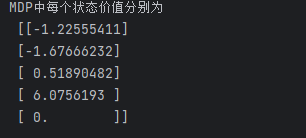 MDP中每个状态价值分别为
[[-1.22555411]
[-1.67666232]
[ 0.51890482]
[ 6.0756193 ]
[ 0.        ]]